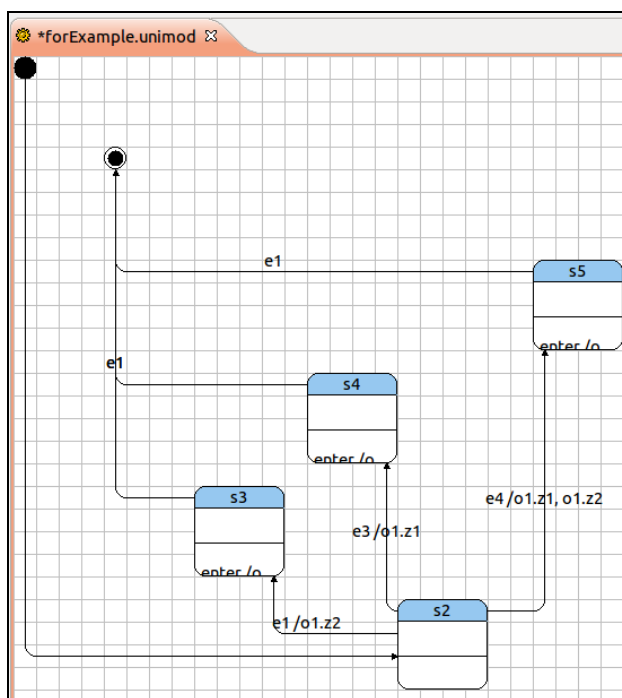 *forExample.unimod
e1
s5
enter /o
e1
s4
enter /o
s3
e4 /o1.z1, o1.z2
e3 /o1.z1
enter /o
s2
e1 /o1.z2